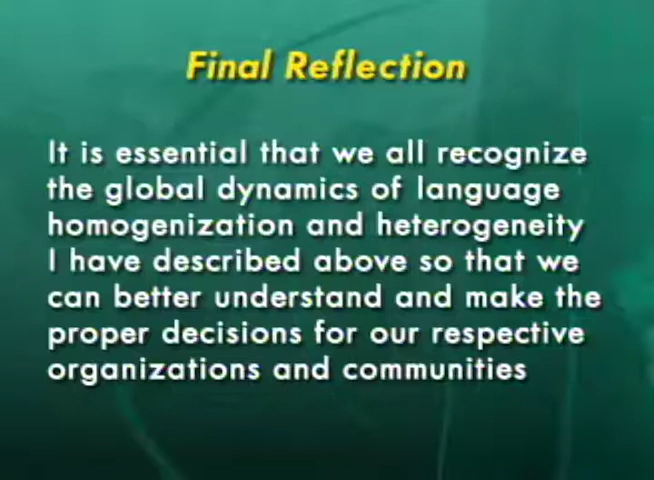 Final Reflection
It is essential that we all recognize
the global dynamics of language
homogenization and heterogeneity
I have described above so that we
can better understand and make the
proper decisions for our respective
organizations and communities